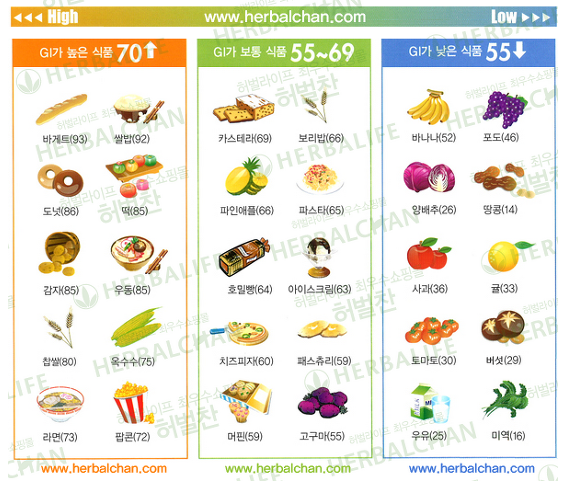 High
www.herbalchan.com
Low
GI가 높은 식품 70
GI가 보통 식품 55~69
GI가 낮은 식품 55
바게트(93) 쌀밥(92)
도넛(86) 떡(85)
감자(85) 우동(85)
찹쌀(80) 옥수수(75)
라면(73) 팝콘(72)
카스테라(69) 보리밥(66)
파인애플(66) 파스타(65)
호밀빵(64) 아이스크림(63)
치즈피자(60) 패스츄리(59)
머핀(59) 고구마(55)
바나나(52) 포도(46)
양배추(26) 땅콩(14)
사과(36) 귤(33)
토마토(30) 버섯(29)
우유(25) 미역(16)
www.herbalchan.com
www.herbalchan.com
www.herbalchan.com
허벌라이프 최우수쇼핑몰
허벌찬
HERBALIFE
HERBALCHAN